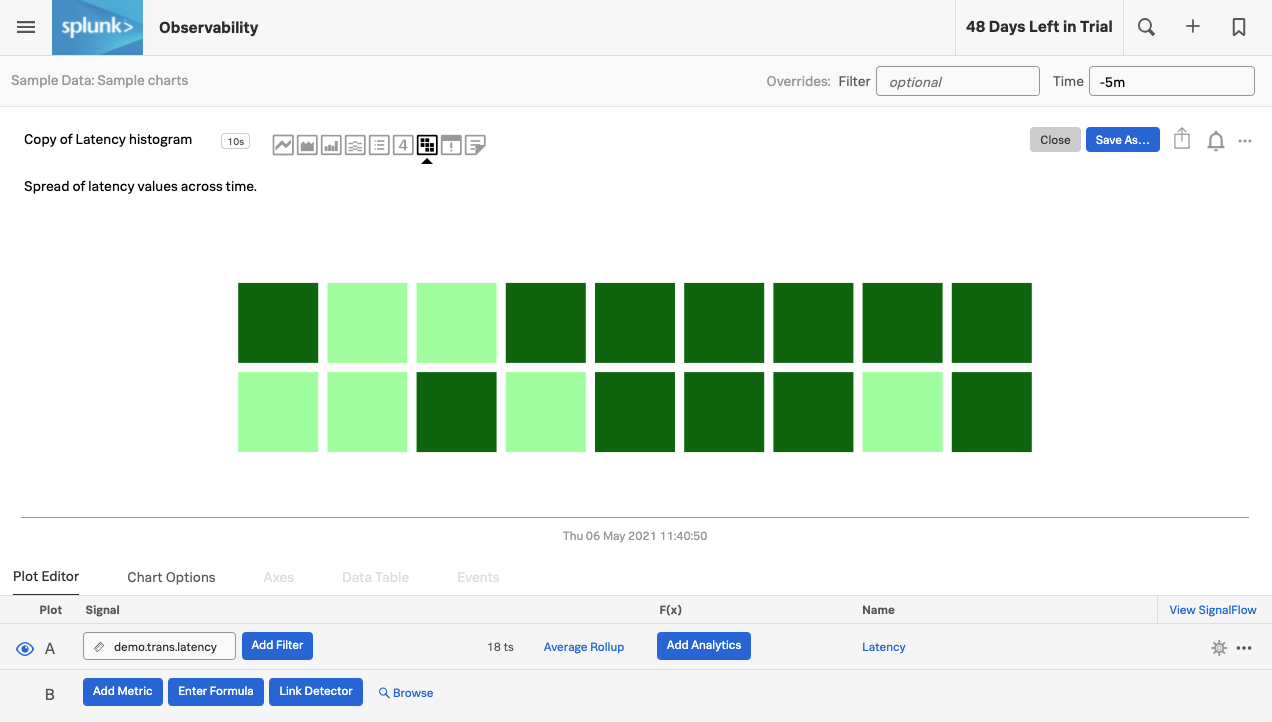 splunk> Observability 48 Days Left in Trial
Sample Data: Sample charts Overrides: Filter optional Time -5m
Copy of Latency histogram 10s 4 Close Save As...
Spread of latency values across time.
Thu 06 May 2021 11:40:50
Plot Editor Chart Options Axes Data Table Events
Plot Signal F(x) Name View SignalFlow
A demo.trans.latency Add Filter 18 ts Average Rollup Add Analytics Latency
B Add Metric Enter Formula Link Detector Browse